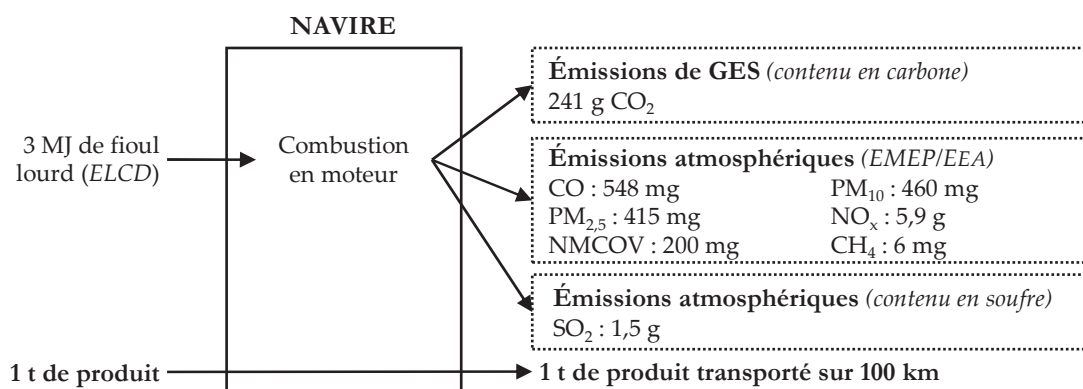 NAVIRE
3 MJ de fioul
lourd (ELCD)
Combustion
en moteur
Émissions de GES (contenu en carbone)
241 g CO₂
Émissions atmosphériques (EMEP/EEA)
CO : 548 mg PM₁₀ : 460 mg
PM₂,₅ : 415 mg NOₓ : 5,9 g
NMCOV : 200 mg CH₄ : 6 mg
Émissions atmosphériques (contenu en soufre)
SO₂ : 1,5 g
1 t de produit
1 t de produit transporté sur 100 km